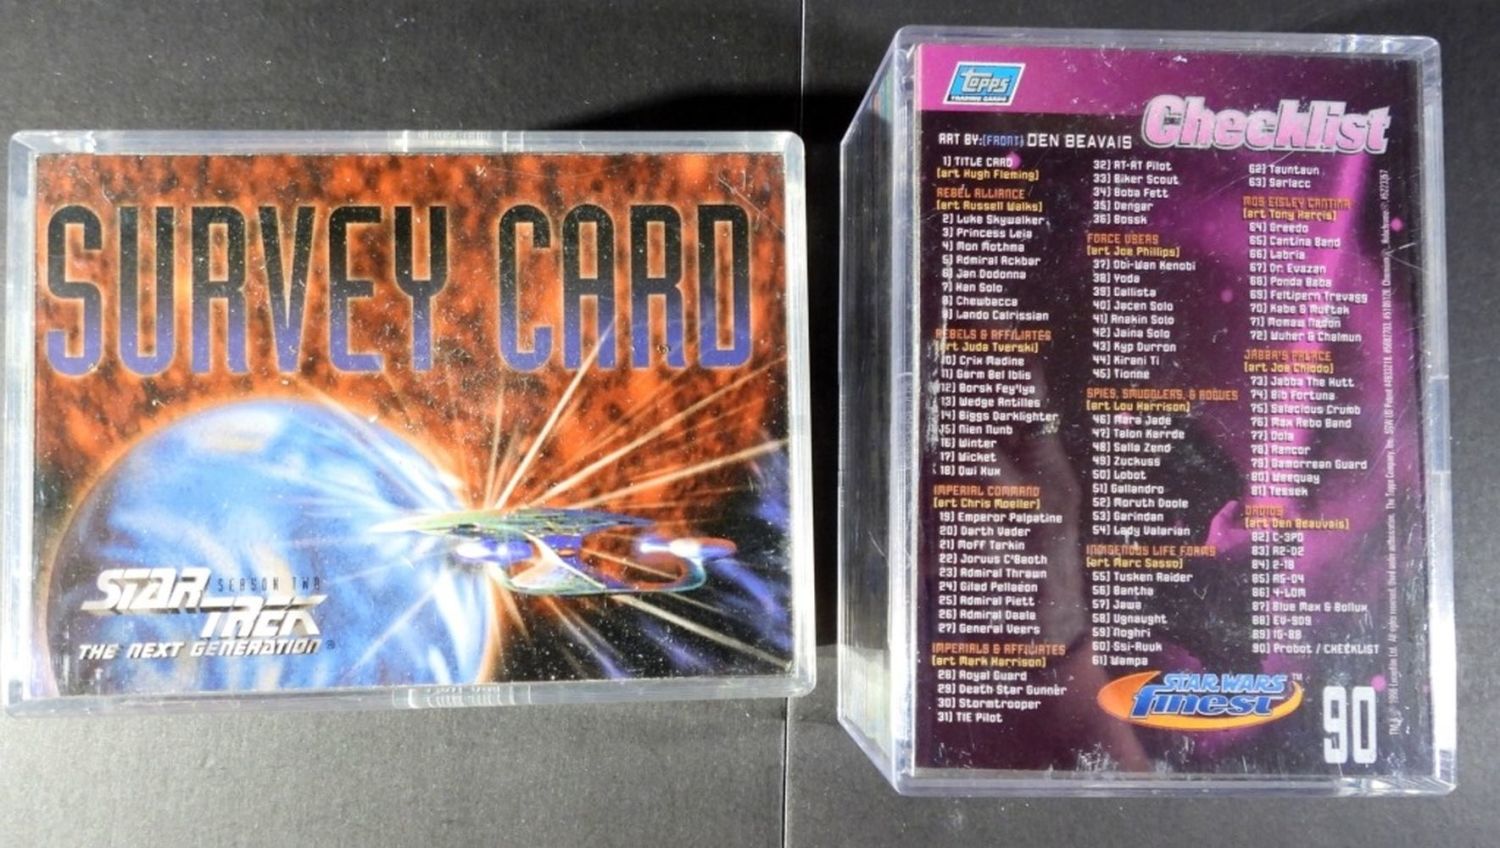 SURVEY CARD
SEASON TWO
STAR TREK
THE NEXT GENERATION®
Topps
TRADING CARDS
Checklist
ART BY:(FRONT) DEN BEAVAIS
1) TITLE CARD
(art Hugh Fleming)
REBEL ALLIANCE
(art Russell Walks)
2) Luke Skywalker
3) Princess Leia
4) Mon Mothma
5) Admiral Ackbar
6) Jan Dodonna
7) Han Solo
8) Chewbacca
9) Lando Calrissian
REBELS & AFFILIATES
(art Juda Tverski)
10) Crix Madine
11) Garm Bel Iblis
12) Borsk Fey'lya
13) Wedge Antilles
14) Biggs Darklighter
15) Nien Nunb
16) Winter
17) Wicket
18) Qwi Xux
IMPERIAL COMMAND
(art Chris Moeller)
19) Emperor Palpatine
20) Darth Vader
21) Moff Tarkin
22) Joruus C'Baoth
23) Admiral Thrawn
24) Gilad Pellaeon
25) Admiral Piett
26) Admiral Daala
27) General Veers
IMPERIALS & AFFILIATES
(art Mark Harrison)
28) Royal Guard
29) Death Star Gunner
30) Stormtrooper
31) TIE Pilot
32) AT-AT Pilot
33) Biker Scout
34) Boba Fett
35) Dengar
36) Bossk
FORCE USERS
(art Joe Phillips)
37) Obi-Wan Kenobi
38) Yoda
39) Callista
40) Jacen Solo
41) Anakin Solo
42) Jaina Solo
43) Kyp Durron
44) Kirani Ti
45) Tionne
SPIES, SMUGGLERS, & ROGUES
(art Lou Harrison)
46) Mara Jade
47) Talon Karrde
48) Salla Zend
49) Zuckuss
50) Lobot
51) Gallandro
52) Moruth Doole
53) Garindan
54) Lady Valarian
INDIGENOUS LIFE FORMS
(art Marc Sasso)
55) Tusken Raider
56) Bantha
57) Jawa
58) Ugnaught
59) Noghri
60) Ssi-Ruuk
61) Wampa
62) Tauntaun
63) Sarlacc
MOS EISLEY CANTINA
(art Tony Harris)
64) Greedo
65) Cantina Band
66) Labria
67) Dr. Evazan
68) Ponda Baba
69) Feltipern Trevagg
70) Kabe & Muftak
71) Momaw Nadon
72) Wuher & Chalmun
JABBA'S PALACE
(art Joe Chiodo)
73) Jabba The Hutt
74) Bib Fortuna
75) Salacious Crumb
76) Max Rebo Band
77) Oola
78) Rancor
79) Gamorrean Guard
80) Weequay
81) Tessek
DROIDS
(art Den Beauvais)
82) C-3PO
83) R2-D2
84) 2-1B
85) R5-D4
86) 4-LOM
87) Blue Max & Bollux
88) EV-9D9
89) IG-88
90) Probot / CHECKLIST
STAR WARS ™
finest
90